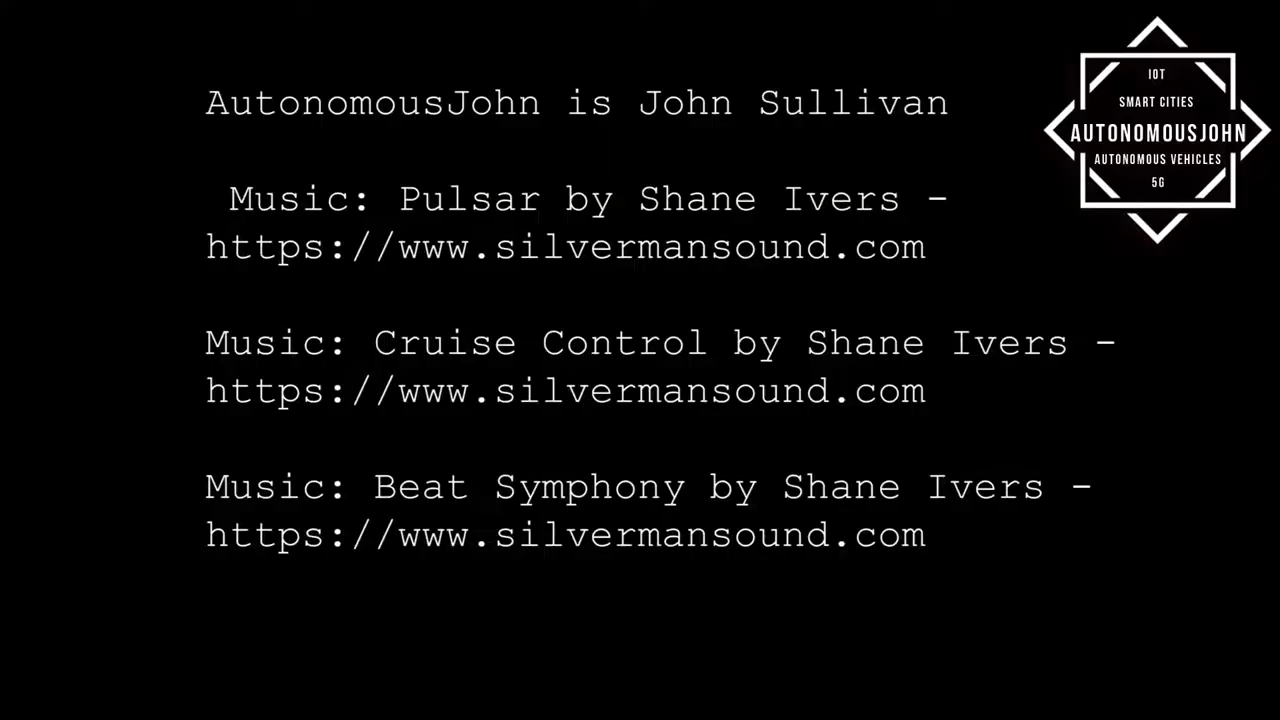 AutonomousJohn is John Sullivan
Music: Pulsar by Shane Ivers -
https://www.silvermansound.com
Music: Cruise Control by Shane Ivers -
https://www.silvermansound.com
Music: Beat Symphony by Shane Ivers -
https://www.silvermansound.com
IOT
SMART CITIES
AUTONOMOUSJOHN
AUTONOMOUS VEHICLES
5G